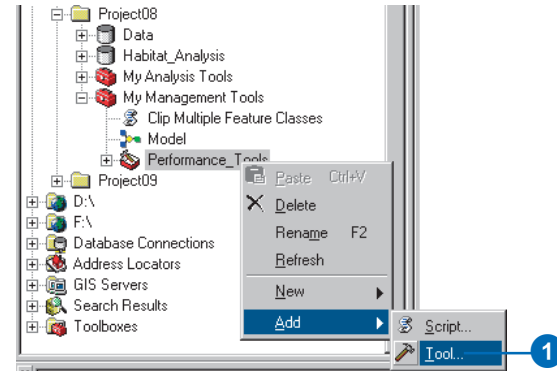 Project08
Data
Habitat_Analysis
My Analysis Tools
My Management Tools
Clip Multiple Feature Classes
Model
Performance_Tools
Project09
D:\
F:\
Database Connections
Address Locators
GIS Servers
Search Results
Toolboxes
Paste Ctrl+V
Delete
Rename F2
Refresh
New
Add
Script...
Tool...
1